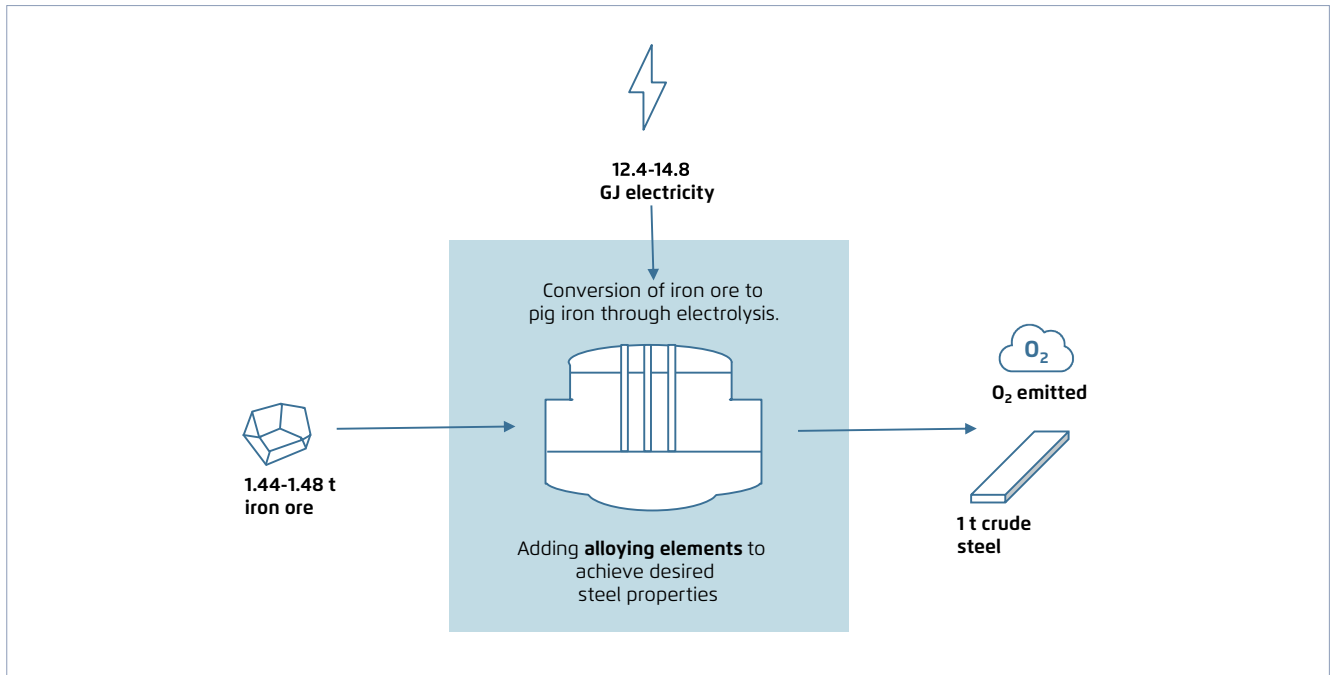 12.4-14.8
GJ electricity
Conversion of iron ore to
pig iron through electrolysis.
O₂
O₂ emitted
1.44-1.48 t
iron ore
1 t crude
steel
Adding alloying elements to
achieve desired
steel properties